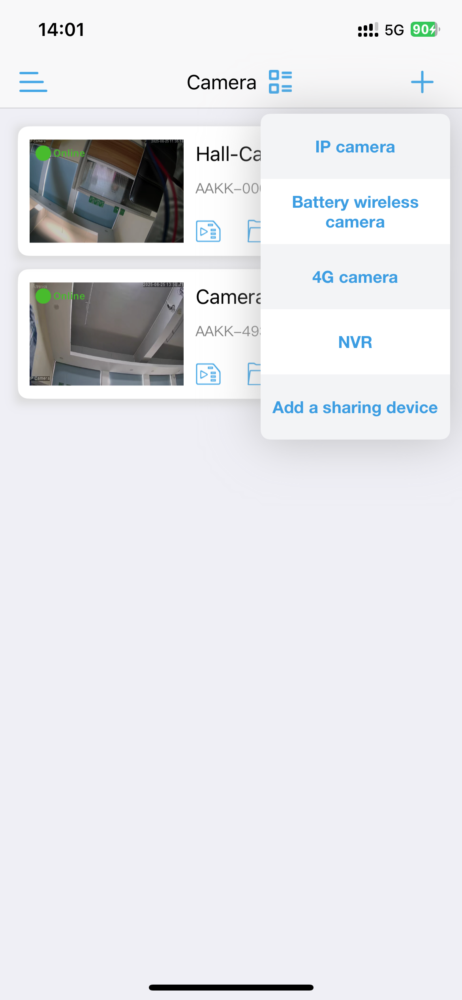 14:01
5G
90
Camera
IP camera
Battery wireless
camera
4G camera
NVR
Add a sharing device
IP Camera
2025-06-25 11:35:18
Online
Hall-Ca
AAKK-00
2025-06-25 13:58:41
Online
IP Camera
Camera
AAKK-49